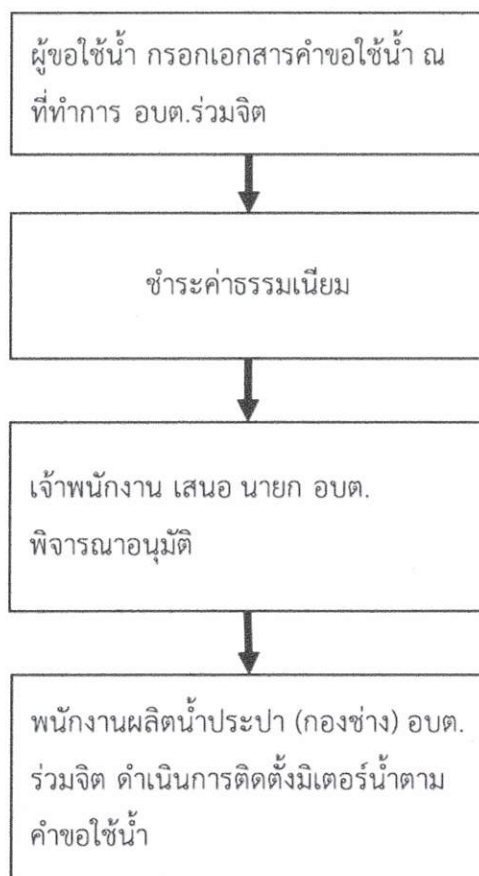 ผู้ขอใช้น้ำ กรอกเอกสารคำขอใช้น้ำ ณ
ที่ทำการ อบต.ร่วมจิต
ชำระค่าธรรมเนียม
เจ้าพนักงาน เสนอ นายก อบต.
พิจารณาอนุมัติ
พนักงานผลิตน้ำประปา (กองช่าง) อบต.
ร่วมจิต ดำเนินการติดตั้งมิเตอร์น้ำตาม
คำขอใช้น้ำ